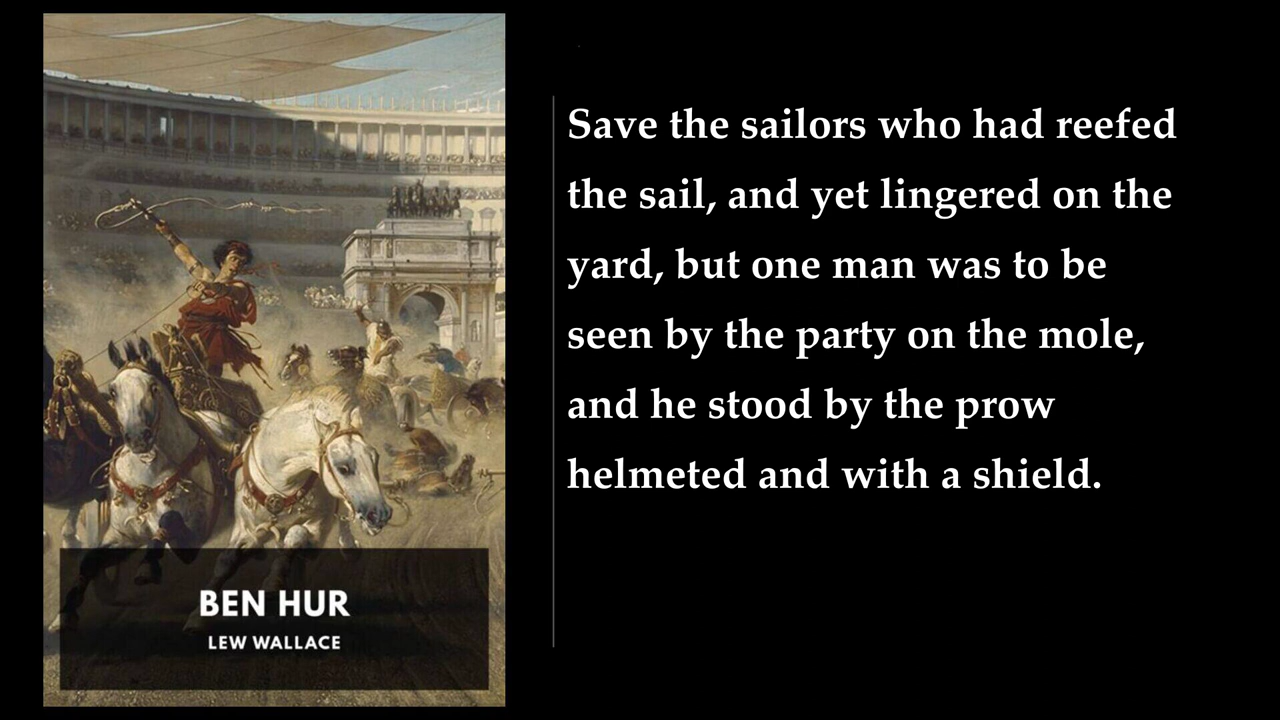 BEN HUR
LEW WALLACE
Save the sailors who had reefed
the sail, and yet lingered on the
yard, but one man was to be
seen by the party on the mole,
and he stood by the prow
helmeted and with a shield.